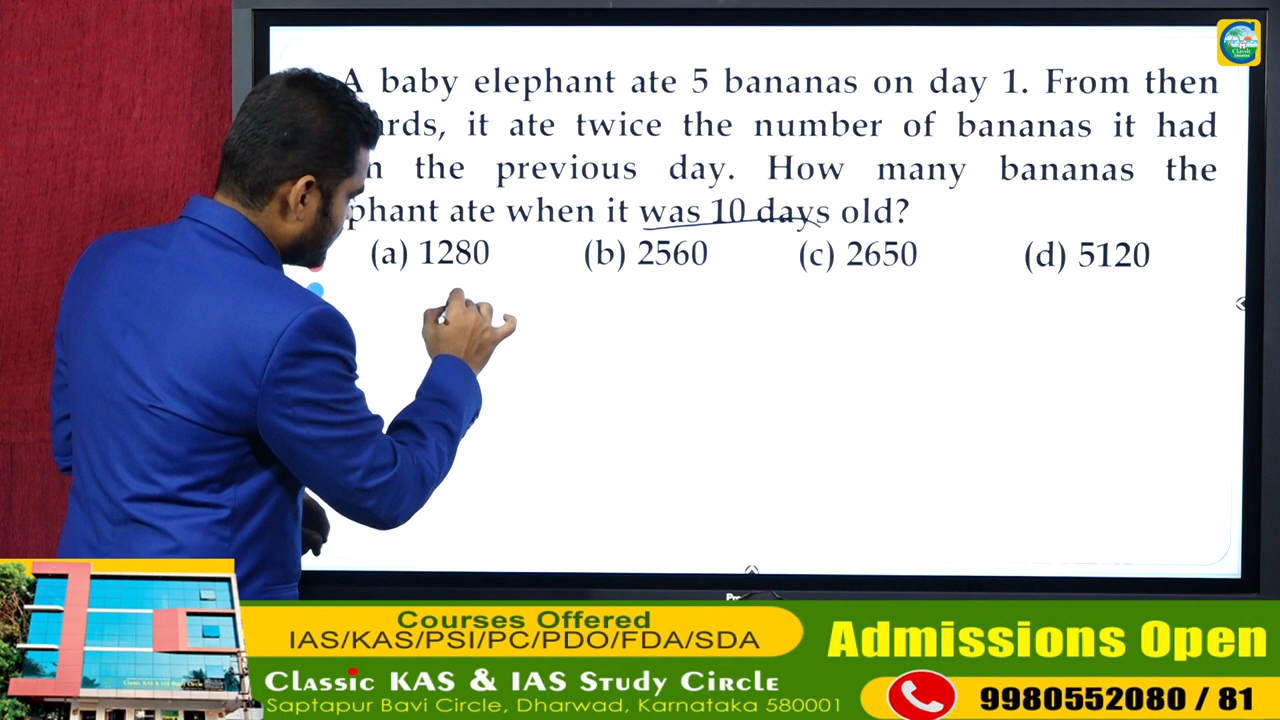 A baby elephant ate 5 bananas on day 1. From then
it ate twice the number of bananas it had
the previous day. How many bananas the
ate when it was 10 days old?
(a) 1280 (b) 2560 (c) 2650 (d) 5120
Courses Offered
IAS/KAS/PSI/PC/PDO/FDA/SDA
Classic KAS & IAS Study Circle
Saptapur Bavi Circle, Dharwad, Karnataka 580001
Admissions Open
9980552080 / 81